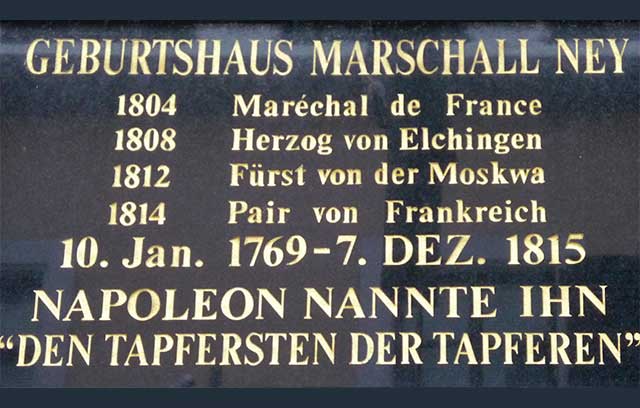 GEBURTSHAUS MARSCHALL NEY
1804 Maréchal de France
1808 Herzog von Elchingen
1812 Fürst von der Moskwa
1814 Pair von Frankreich
10. Jan. 1769-7. DEZ. 1815
NAPOLEON NANNTE IHN
“DEN TAPFERSTEN DER TAPFEREN”